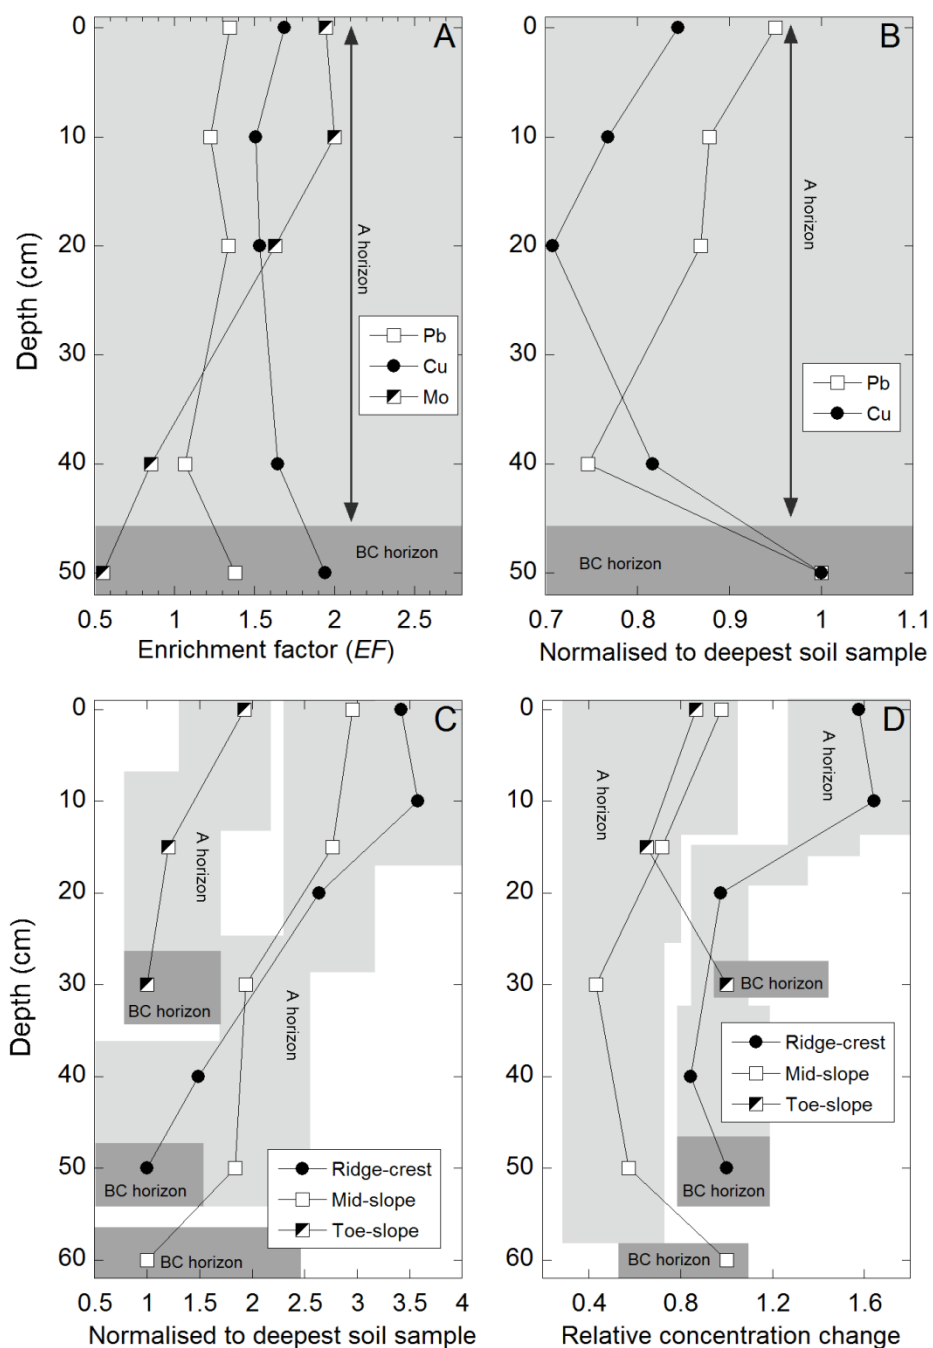 A
0
10
20
30
40
50
Depth (cm)
A horizon
Pb
Cu
Mo
BC horizon
0.5 1 1.5 2 2.5
Enrichment factor (EF)
B
0
10
20
30
40
50
A horizon
Pb
Cu
BC horizon
0.7 0.8 0.9 1 1.1
Normalised to deepest soil sample
C
0
10
20
30
40
50
60
Depth (cm)
A horizon
BC horizon
A horizon
BC horizon
Ridge-crest
Mid-slope
Toe-slope
BC horizon
0.5 1 1.5 2 2.5 3 3.5 4
Normalised to deepest soil sample
D
0
10
20
30
40
50
60
A horizon
A horizon
BC horizon
Ridge-crest
Mid-slope
Toe-slope
BC horizon
BC horizon
0.4 0.8 1.2 1.6
Relative concentration change